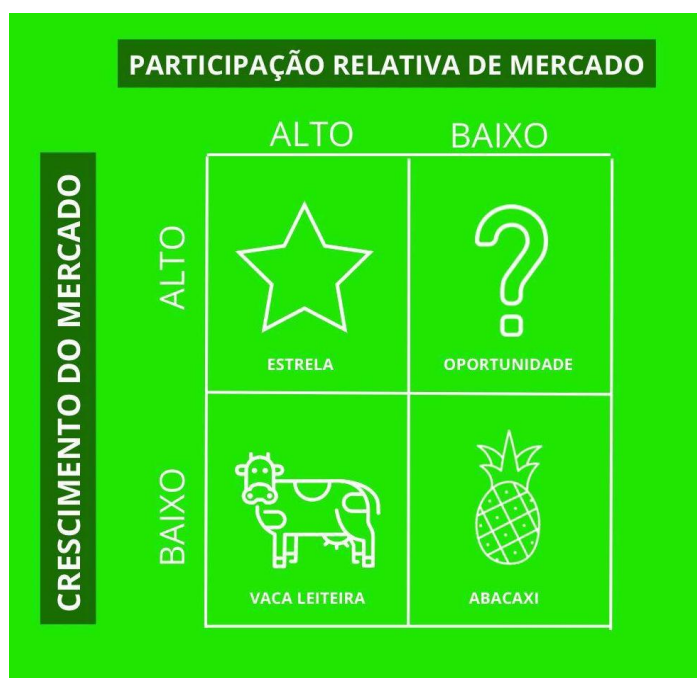 PARTICIPAÇÃO RELATIVA DE MERCADO
ALTO BAIXO
CRESCIMENTO DO MERCADO
ALTO
ESTRELA OPORTUNIDADE
BAIXO
VACA LEITEIRA ABACAXI